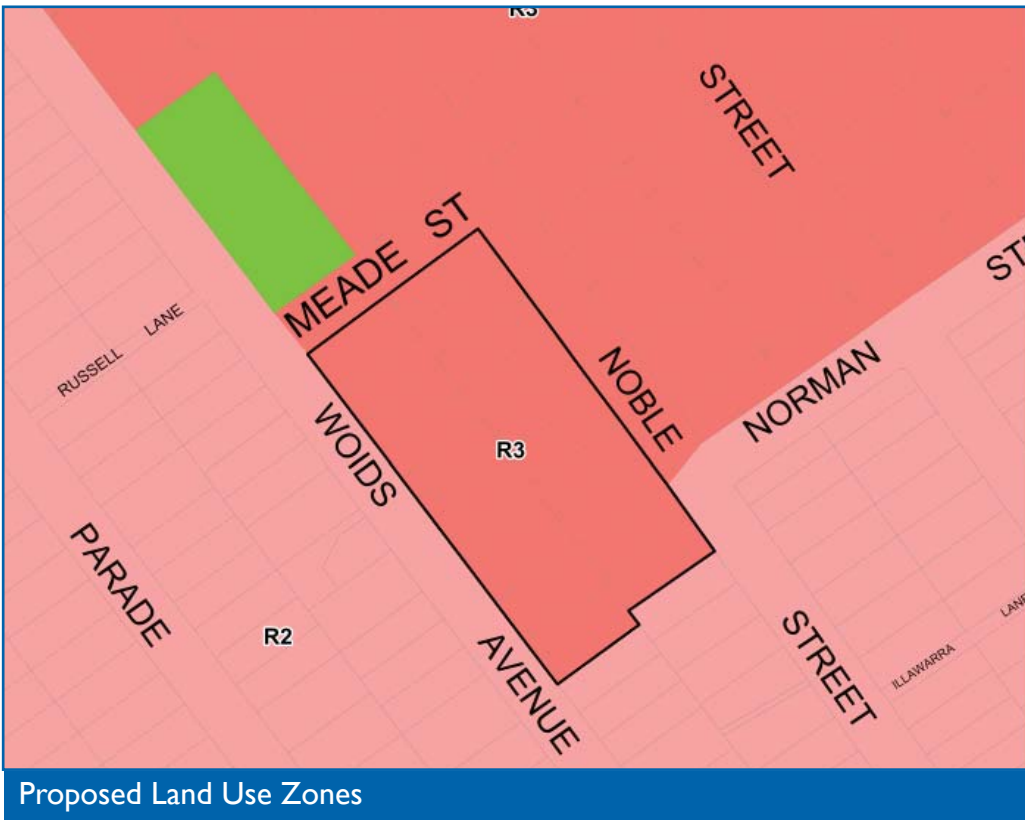 R3
STREET
MEADE ST
ST
RUSSELL LANE
NOBLE
NORMAN
WOIDS
R3
PARADE
R2
AVENUE
STREET
ILLAWARRA LANE
Proposed Land Use Zones